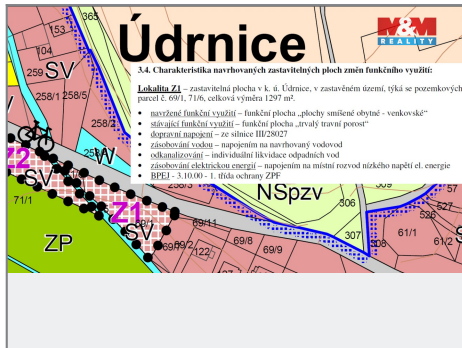 Údrnice
M&M
REALITY
3.4. Charakteristika navrhovaných zastavitelných ploch změn funkčního využití:
Lokalita Z1 – zastavitelná plocha v k. ú. Údrnice, v zastavěném území, týká se pozemkových
parcel č. 69/1, 71/6, celková výměra 1297 m².
• navržené funkční využití – funkční plocha „plochy smíšené obytné - venkovské“
• stávající funkční využití – funkční plocha „trvalý travní porost“
• dopravní napojení – ze silnice III/28027
• zásobování vodou – napojením na navrhovaný vodovod
• odkanalizování – individuální likvidace odpadních vod
• zásobování elektrickou energií – napojením na místní rozvod nízkého napětí el. energie
• BPEJ - 3.10.00 - 1. třída ochrany ZPF
365
153
104
259
SV
258/1
258/5
258/2
W
Z2
SV
71/1
Z1
SV
ZP
69/11
69/2
122
69/8
69/9
NSpzv
306
307
308
309
527
526
61/1
61/2